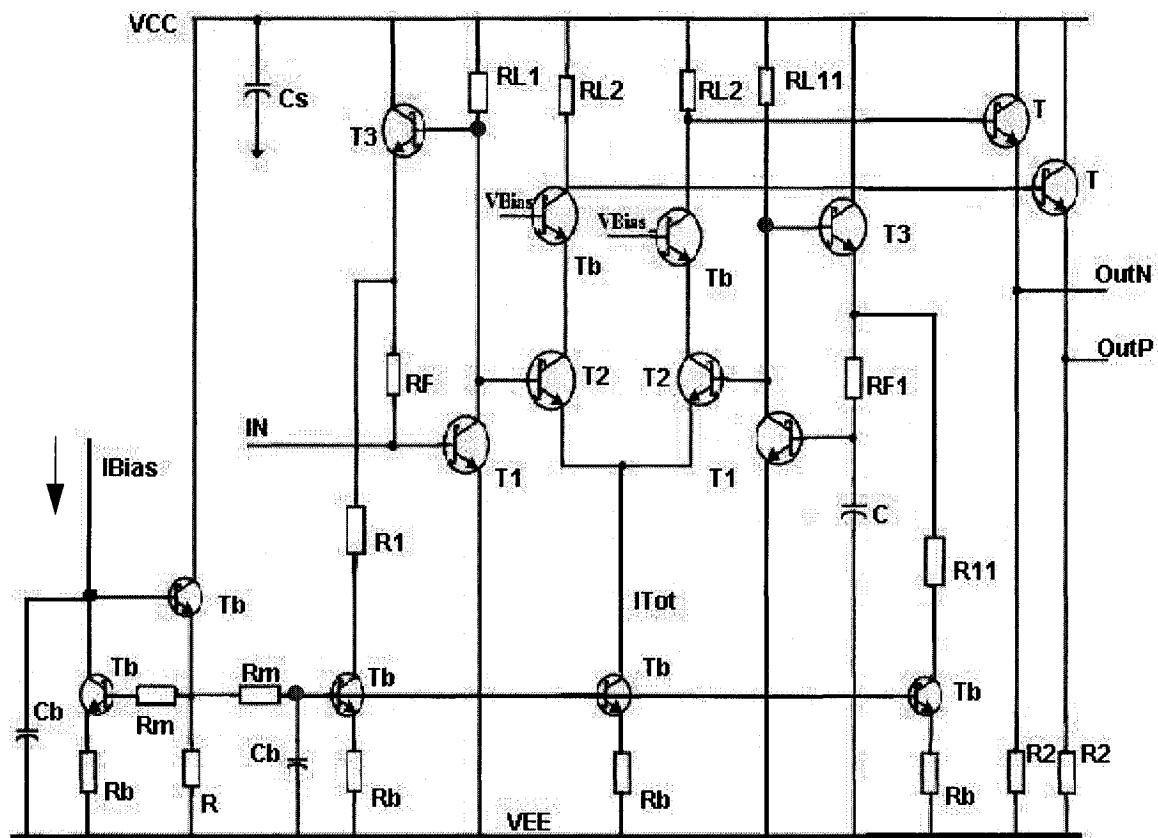 VCC
Cs
RL1
RL2
RL2
RL11
T3
T
T
VBias
VBias
T3
Tb
Tb
OutN
OutP
RF
T2
T2
RF1
IN
IBias
T1
T1
C
R1
R11
ITot
Tb
Tb
Rm
Tb
Tb
Tb
Cb
Rm
Cb
Rb
R
Rb
Rb
Rb
R2
R2
VEE